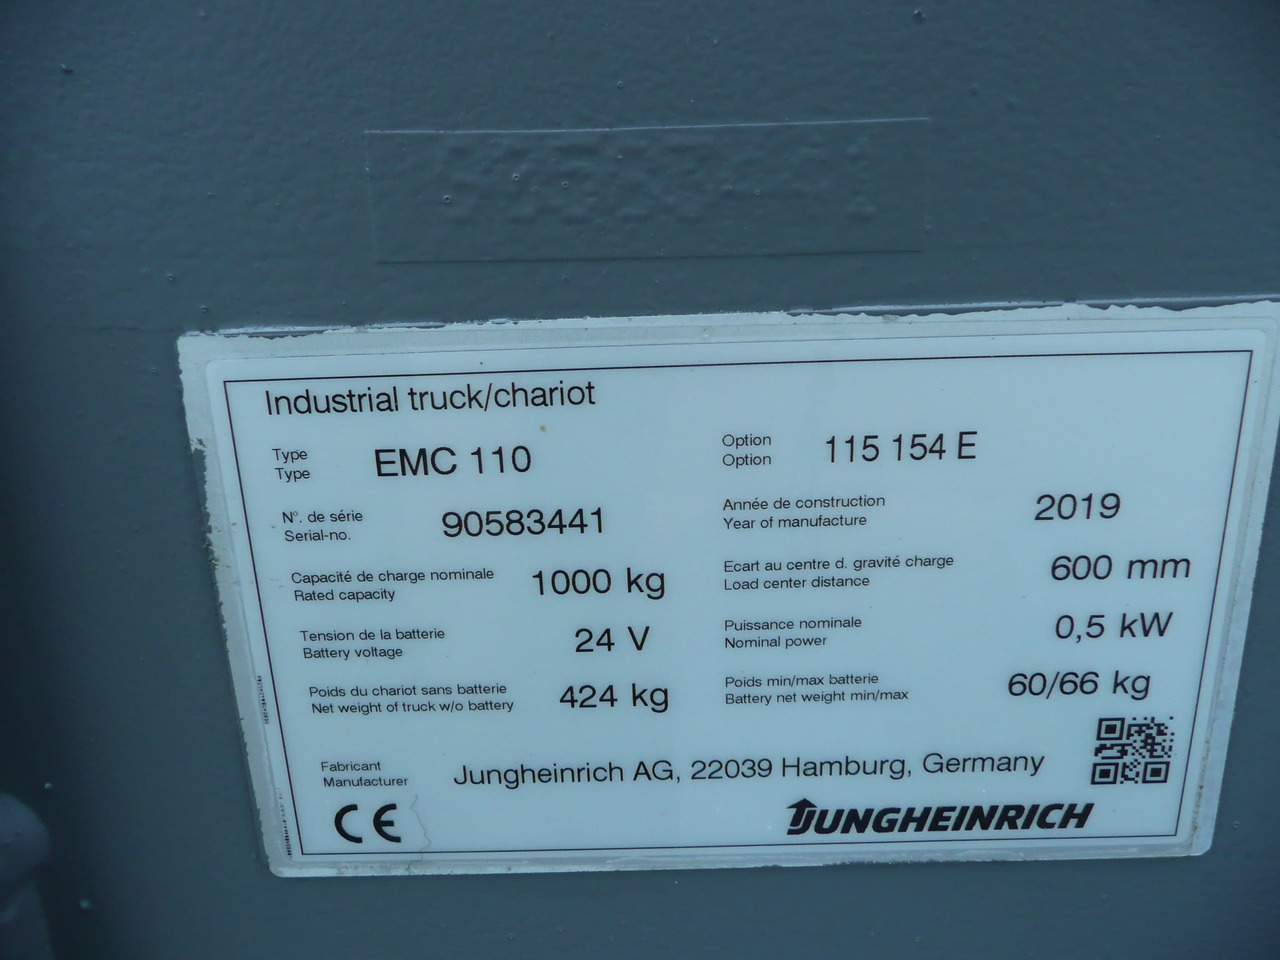 Industrial truck/chariot
Type
Type
EMC 110
Option
Option
115 154 E
N°. de série
Serial-no.
90583441
Année de construction
Year of manufacture
2019
Capacité de charge nominale
Rated capacity
1000 kg
Ecart au centre d. gravité charge
Load center distance
600 mm
Tension de la batterie
Battery voltage
24 V
Puissance nominale
Nominal power
0,5 kW
Poids du chariot sans batterie
Net weight of truck w/o battery
424 kg
Poids min/max batterie
Battery net weight min/max
60/66 kg
Fabricant
Manufacturer
Jungheinrich AG, 22039 Hamburg, Germany
CE
JUNGHEINRICH